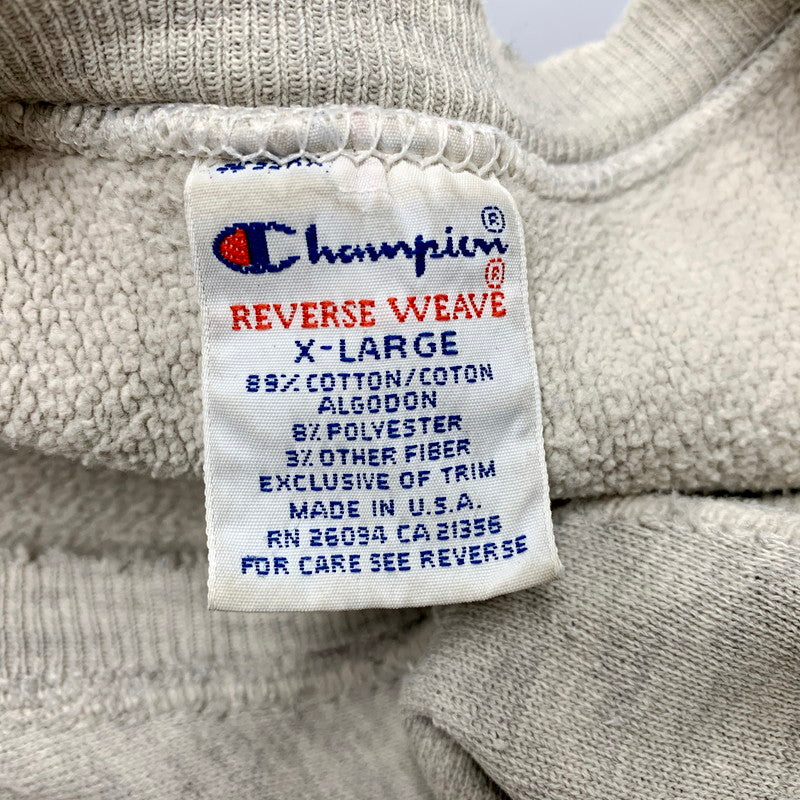 Champion®
®
REVERSE WEAVE
X-LARGE
89% COTTON/COTON
ALGODON
8% POLYESTER
3% OTHER FIBER
EXCLUSIVE OF TRIM
MADE IN U.S.A.
RN 26094 CA 21356
FOR CARE SEE REVERSE